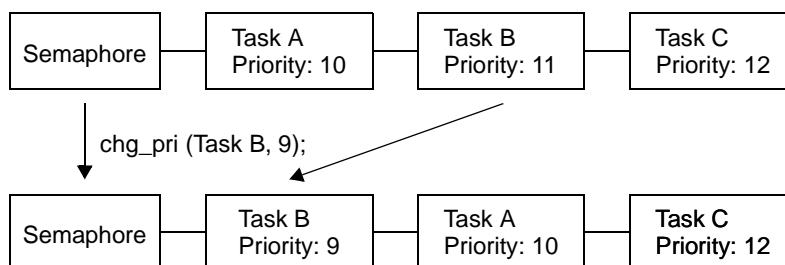 Semaphore
Task A
Priority: 10
Task B
Priority: 11
Task C
Priority: 12
chg_pri (Task B, 9);
Semaphore
Task B
Priority: 9
Task A
Priority: 10
Task C
Priority: 12